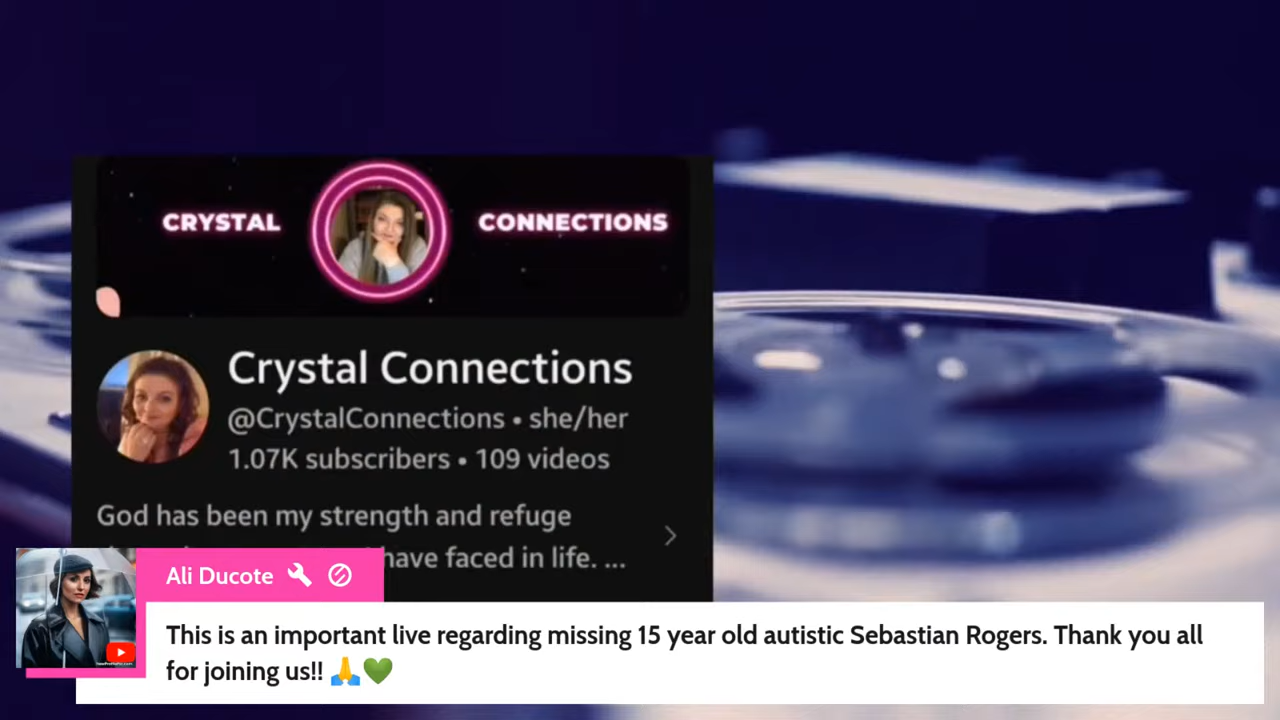 CRYSTAL CONNECTIONS
Crystal Connections
@CrystalConnections • she/her
1.07K subscribers • 109 videos
God has been my strength and refuge
have faced in life. ...
Ali Ducote
This is an important live regarding missing 15 year old autistic Sebastian Rogers. Thank you all
for joining us!! 🙏💚